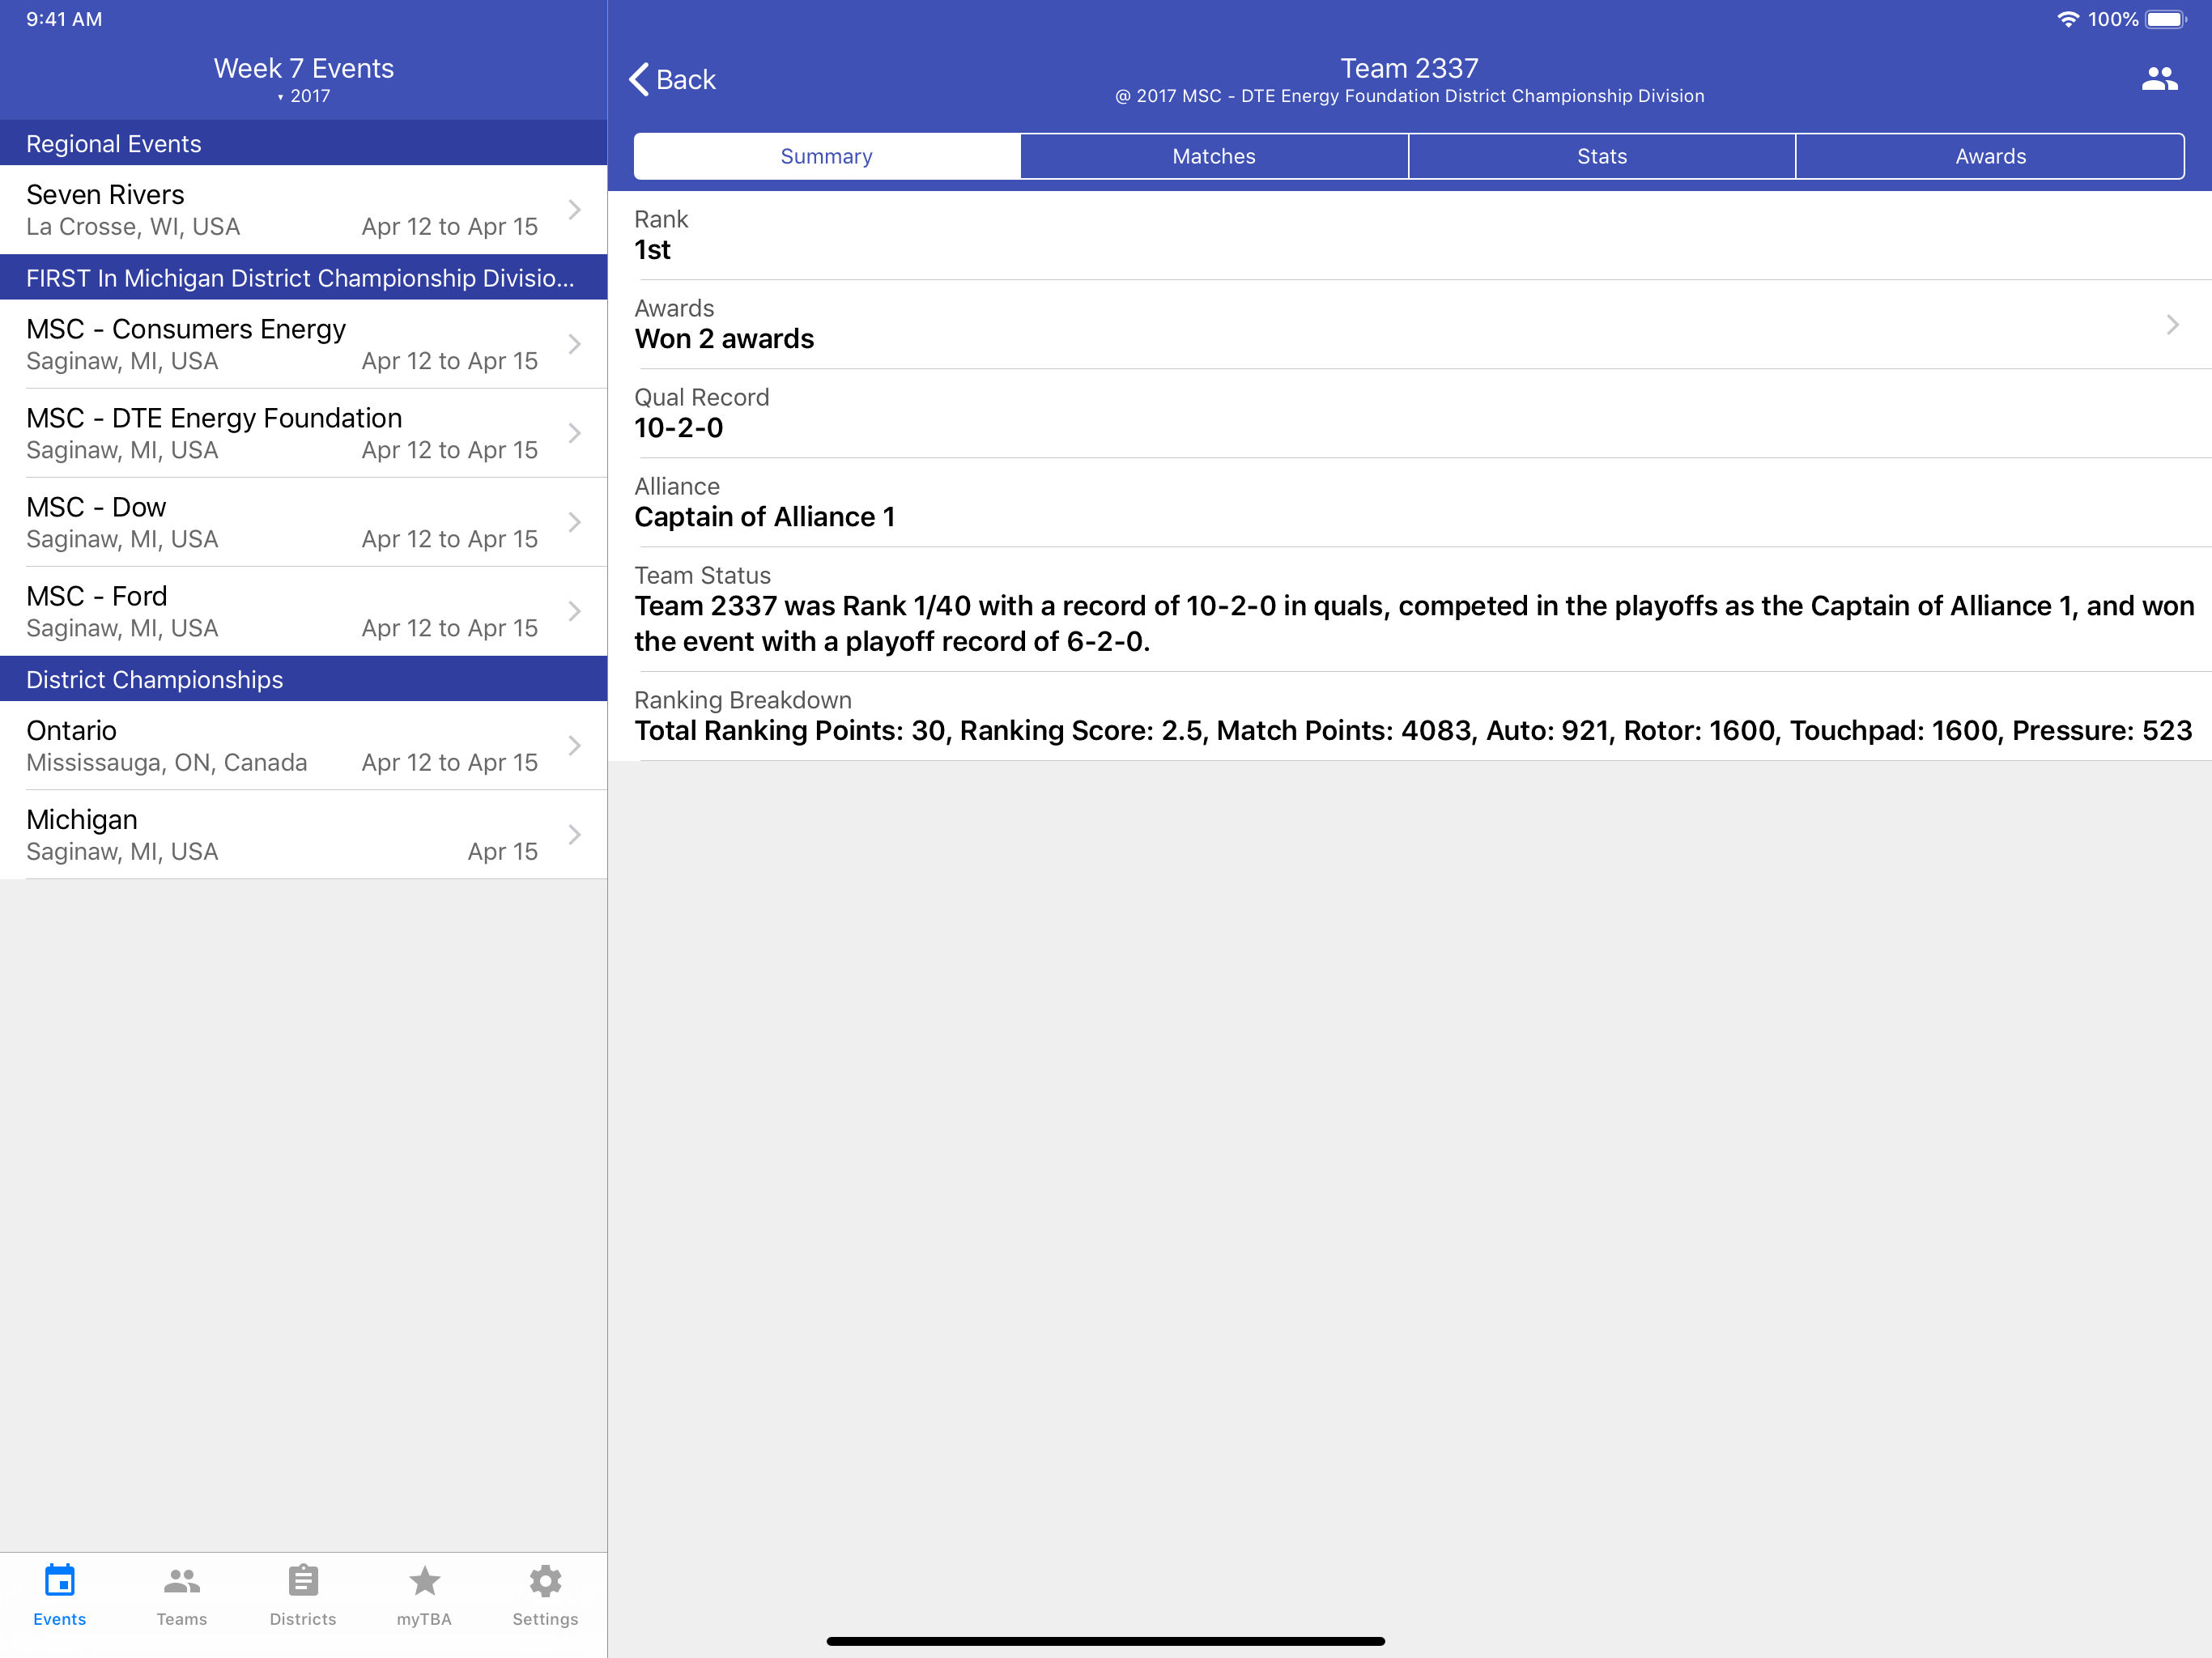 9:41 AM
100%
Week 7 Events
▾ 2017
Regional Events
Seven Rivers
La Crosse, WI, USA Apr 12 to Apr 15
FIRST In Michigan District Championship Divisio...
MSC - Consumers Energy
Saginaw, MI, USA Apr 12 to Apr 15
MSC - DTE Energy Foundation
Saginaw, MI, USA Apr 12 to Apr 15
MSC - Dow
Saginaw, MI, USA Apr 12 to Apr 15
MSC - Ford
Saginaw, MI, USA Apr 12 to Apr 15
District Championships
Ontario
Mississauga, ON, Canada Apr 12 to Apr 15
Michigan
Saginaw, MI, USA Apr 15
Events Teams Districts myTBA Settings
Back
Team 2337
@ 2017 MSC - DTE Energy Foundation District Championship Division
Summary Matches Stats Awards
Rank
1st
Awards
Won 2 awards
Qual Record
10-2-0
Alliance
Captain of Alliance 1
Team Status
Team 2337 was Rank 1/40 with a record of 10-2-0 in quals, competed in the playoffs as the Captain of Alliance 1, and won
the event with a playoff record of 6-2-0.
Ranking Breakdown
Total Ranking Points: 30, Ranking Score: 2.5, Match Points: 4083, Auto: 921, Rotor: 1600, Touchpad: 1600, Pressure: 523